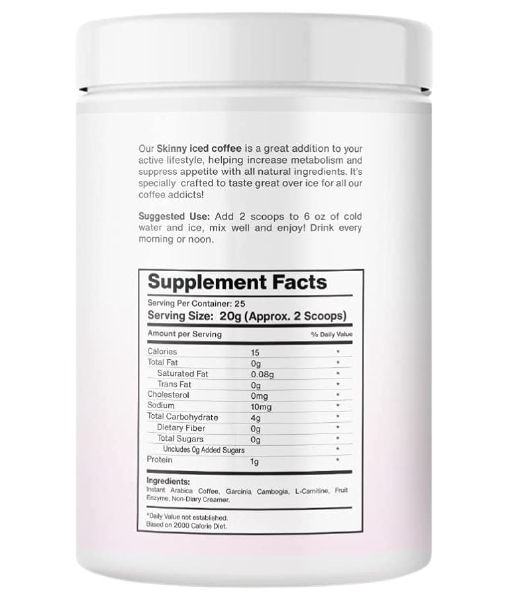 Our Skinny iced coffee is a great addition to your
active lifestyle, helping increase metabolism and
suppress appetite with all natural ingredients. It's
specially crafted to taste great over ice for all our
coffee addicts!
Suggested Use: Add 2 scoops to 6 oz of cold
water and ice, mix well and enjoy! Drink every
morning or noon.
Supplement Facts
Serving Per Container: 25
Serving Size: 20g (Approx. 2 Scoops)
Amount per Serving % Daily Value
Calories 15 *
Total Fat 0g *
Saturated Fat 0.08g *
Trans Fat 0g *
Cholesterol 0mg *
Sodium 10mg *
Total Carbohydrate 4g *
Dietary Fiber 0g *
Total Sugars 0g *
Uncludes 0g Added Sugars *
Protein 1g *
Ingredients:
Instant Arabica Coffee, Garcinia Cambogia, L-Carnitine, Fruit
Enzyme, Non-Diary Creamer.
*Daily Value not established.
Based on 2000 Calorie Diet.